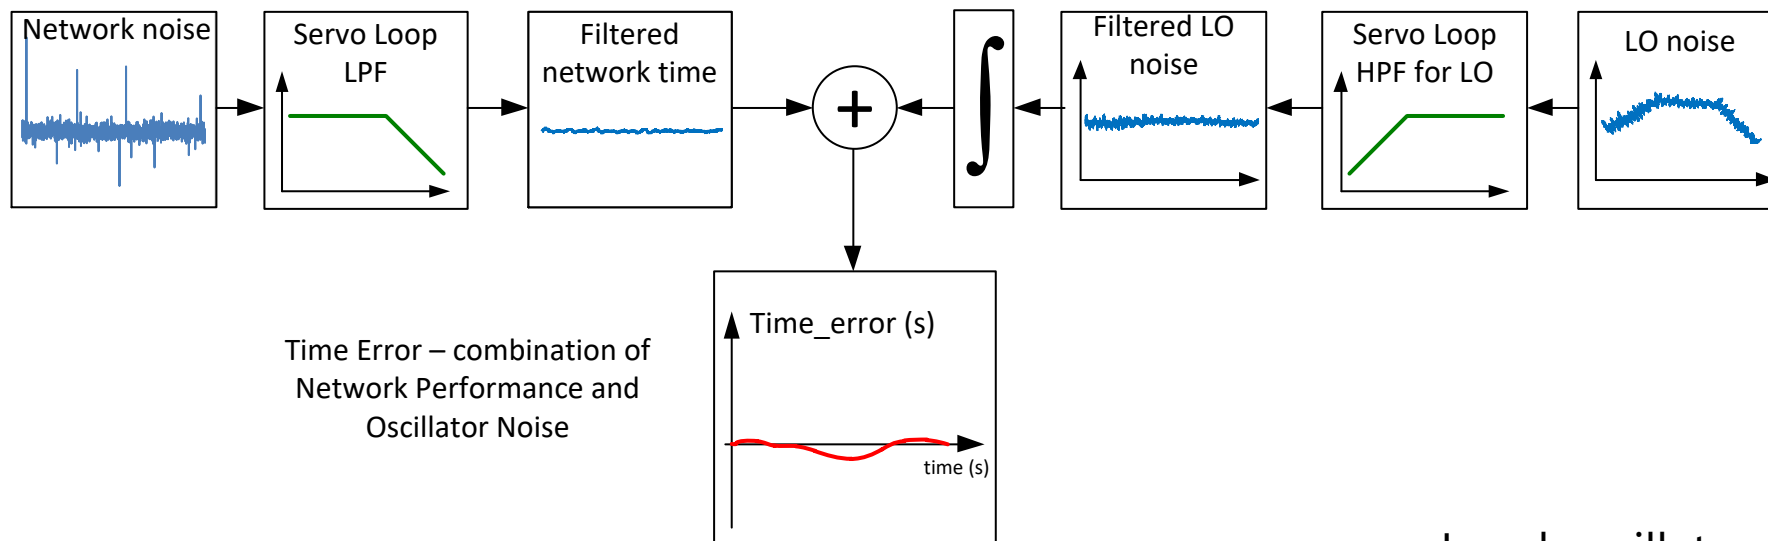 Network noise
Servo Loop
LPF
Filtered
network time
+
∫
Filtered LO
noise
Servo Loop
HPF for LO
LO noise
Time_error (s)
time (s)
Time Error – combination of
Network Performance and
Oscillator Noise